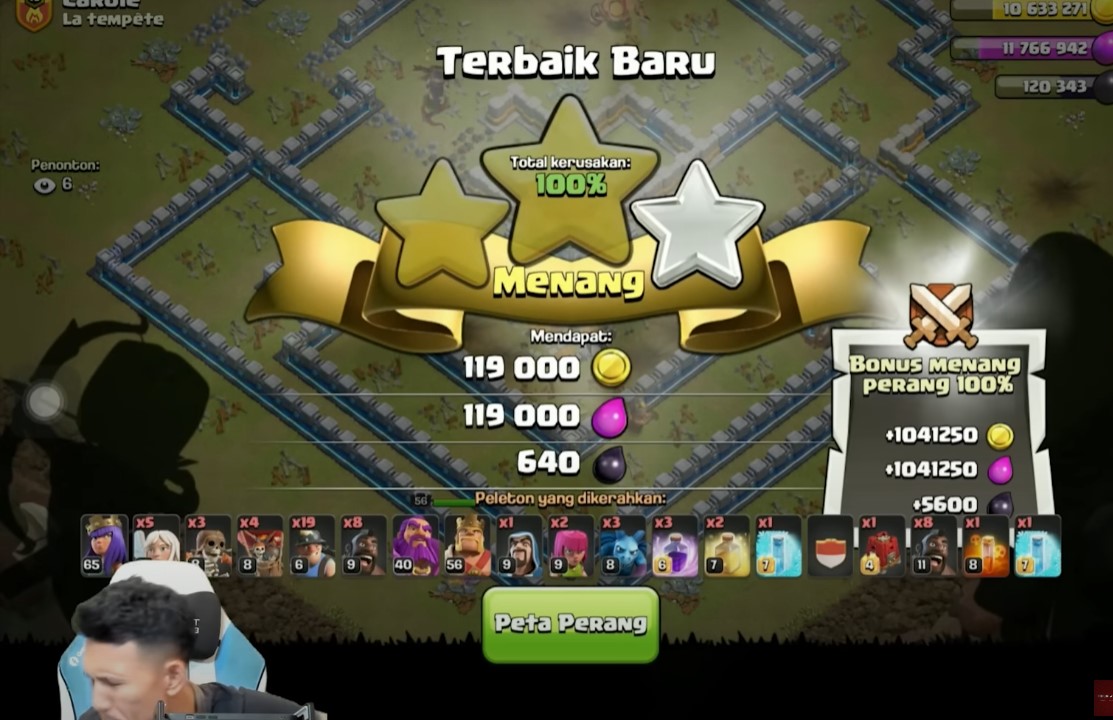 Carole
La tempête
10 633 271
11 766 942
120 343
Penonton:
6
Terbaik Baru
Total kerusakan:
100%
Menang
Mendapat:
119 000
119 000
640
Bonus menang
perang 100%
+1041250
+1041250
+5600
56
Peleton yang dikerahkan:
x5 x3 x4 x19 x8 x1 x2 x3 x3 x2 x1 x1 x8 x1 x1
65 8 6 9 40 56 9 9 8 6 7 7 4 11 8 7
Peta Perang